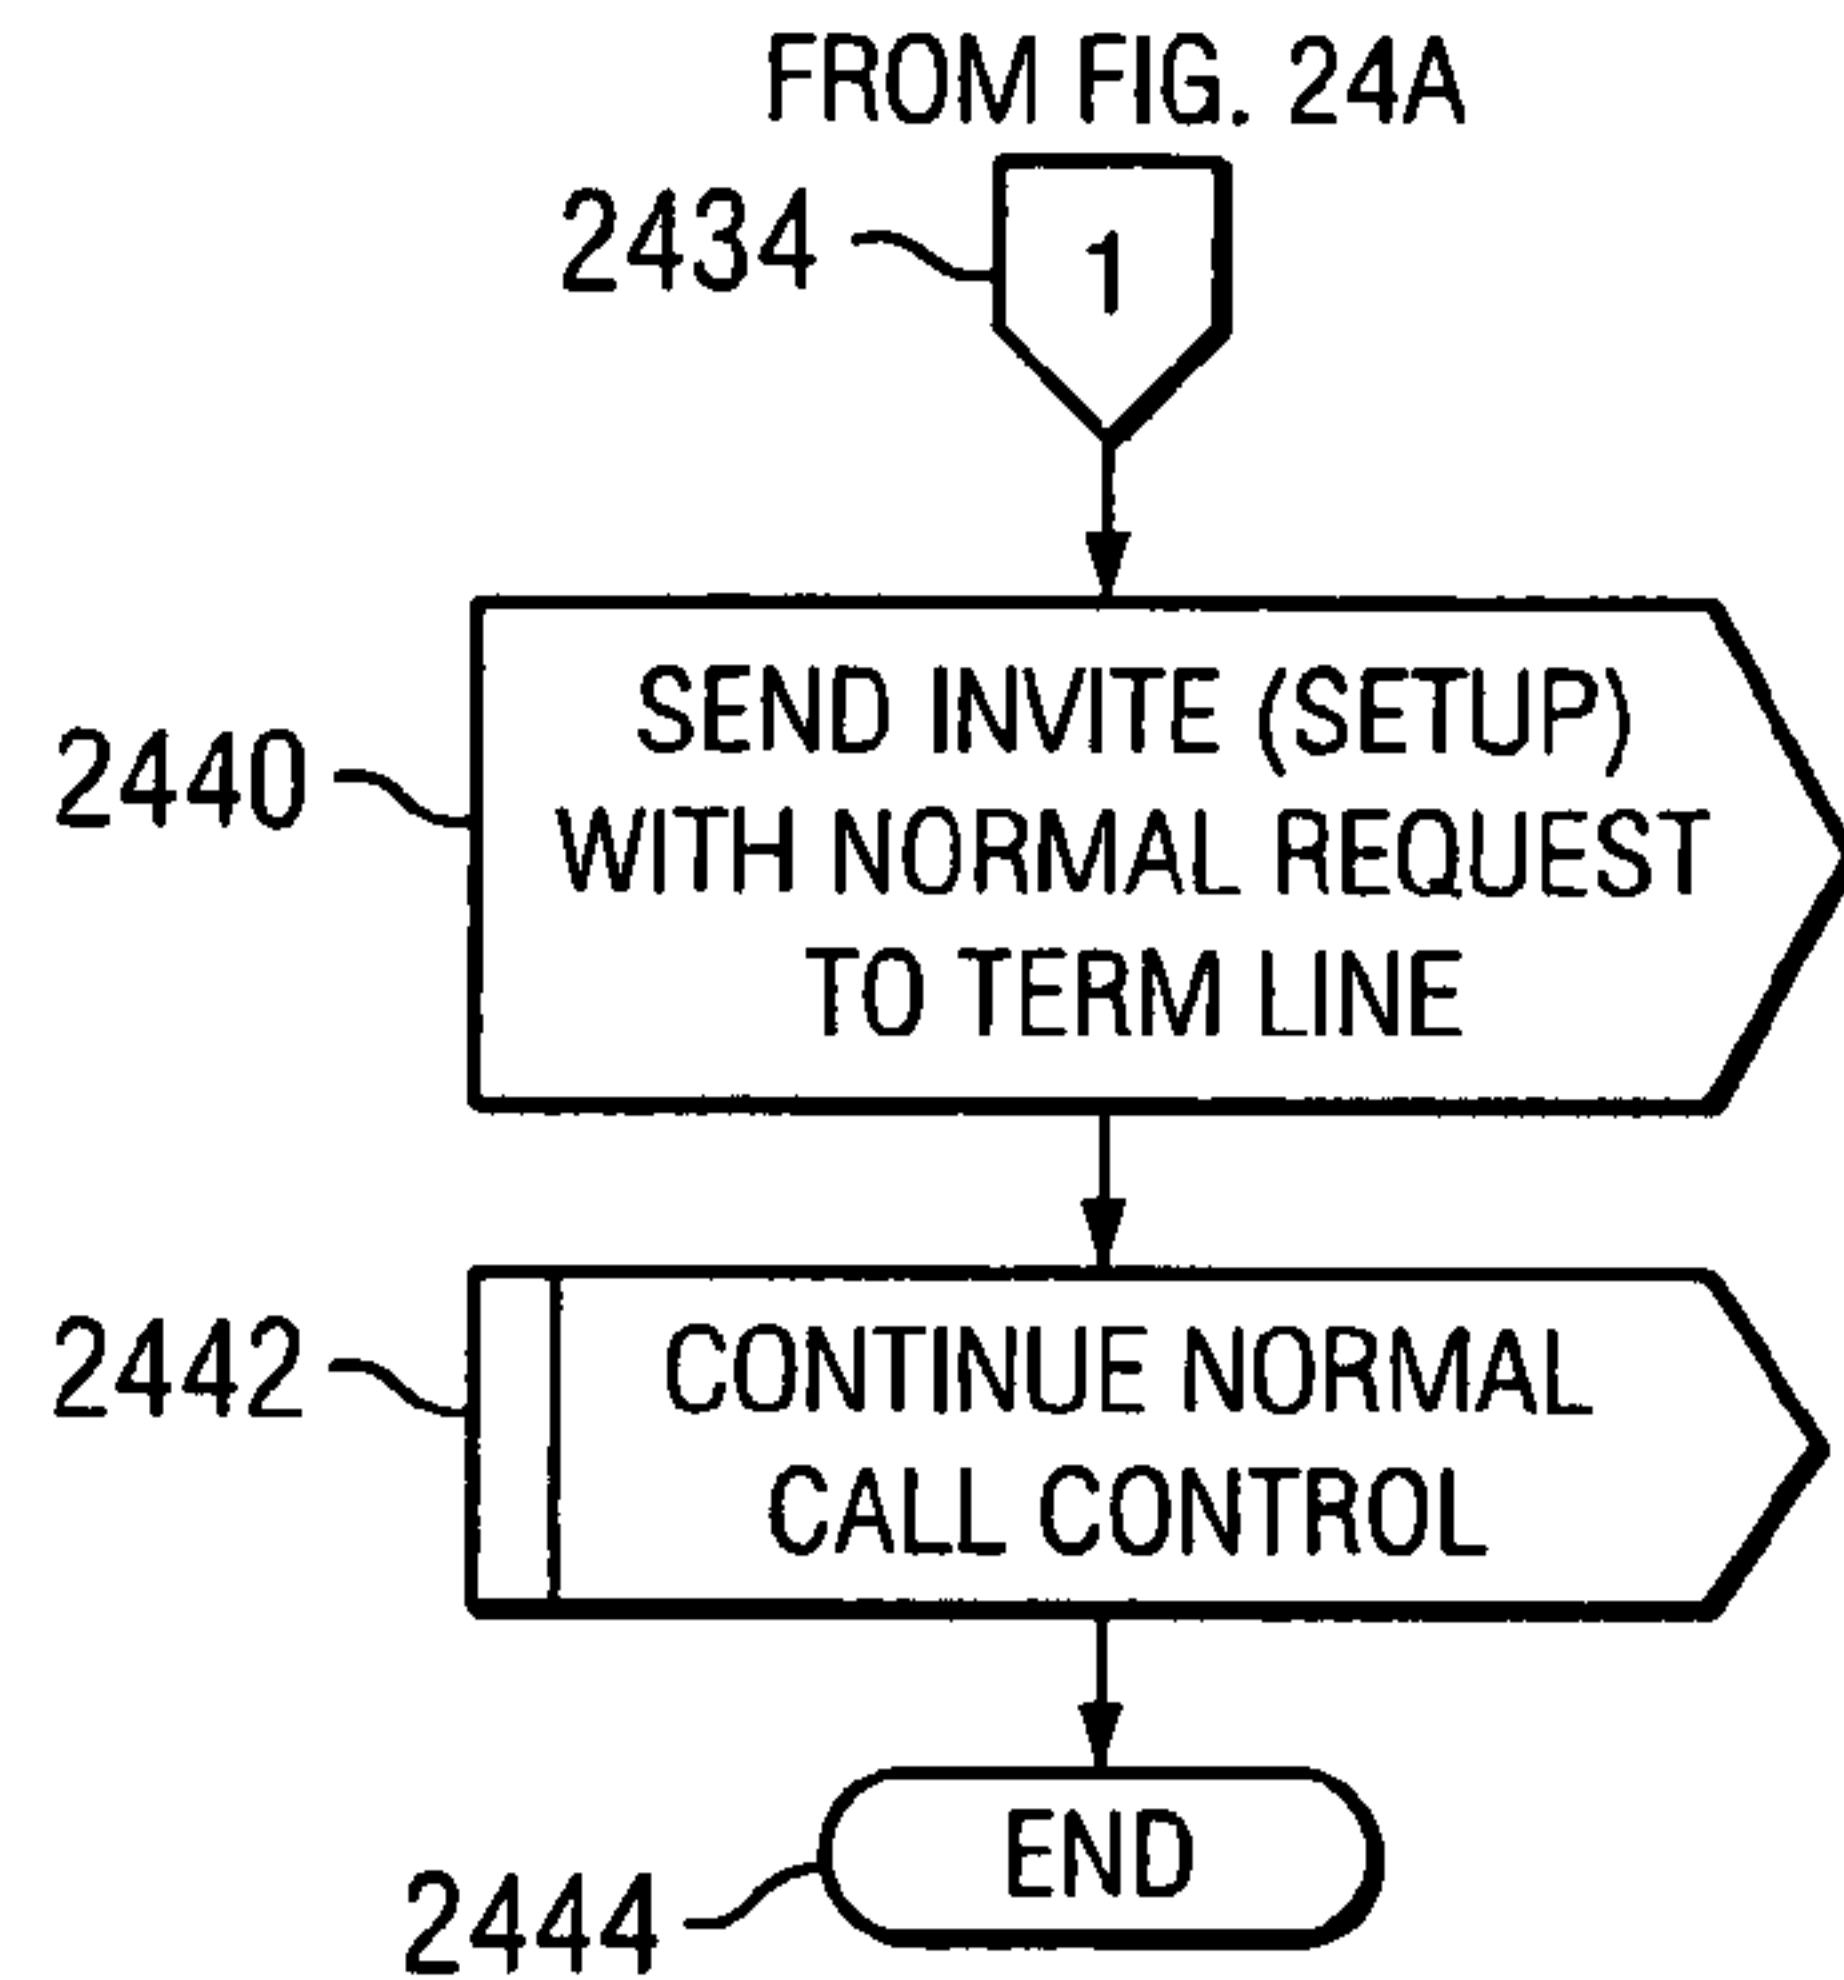 FROM FIG. 24A
2434
1
2440
SEND INVITE (SETUP)
WITH NORMAL REQUEST
TO TERM LINE
2442
CONTINUE NORMAL
CALL CONTROL
END
2444